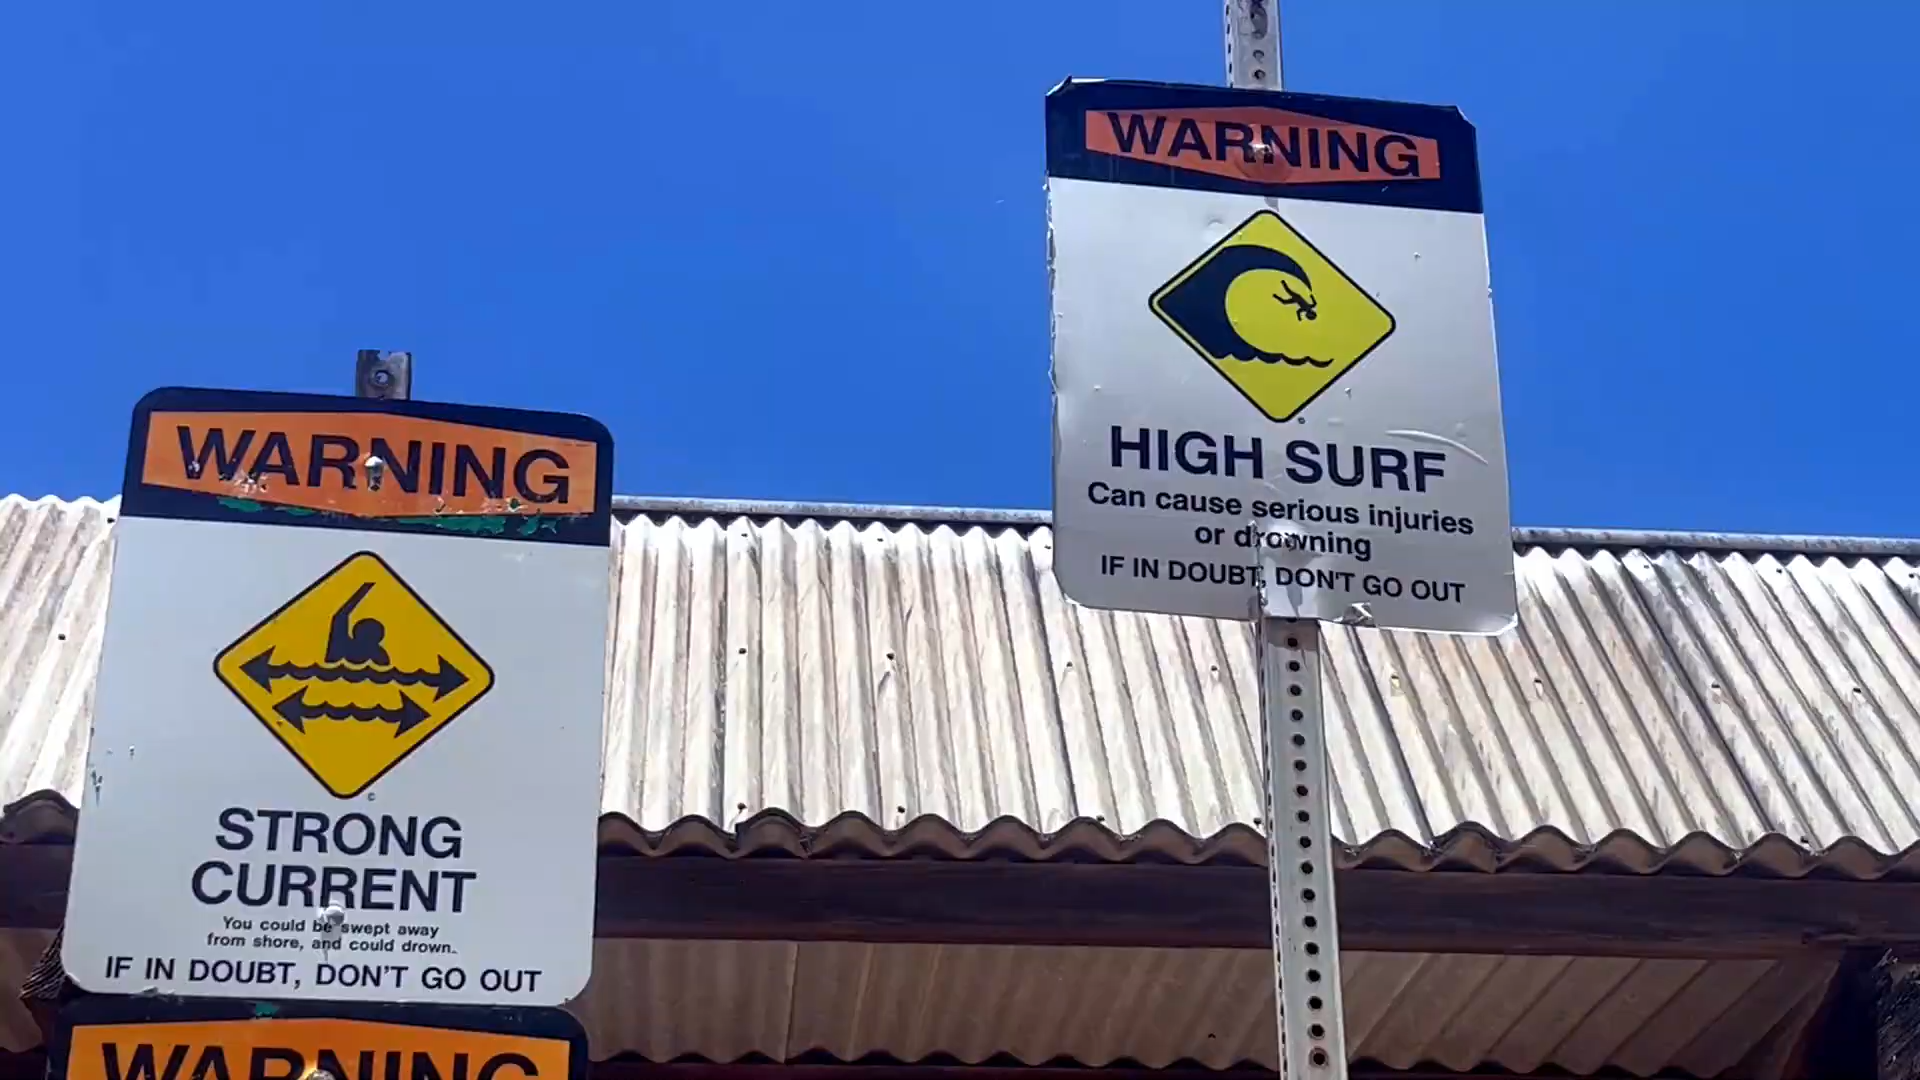 WARNING
HIGH SURF
Can cause serious injuries
or drowning
IF IN DOUBT, DON'T GO OUT
WARNING
STRONG
CURRENT
You could be swept away
from shore, and could drown.
IF IN DOUBT, DON'T GO OUT
WARNING